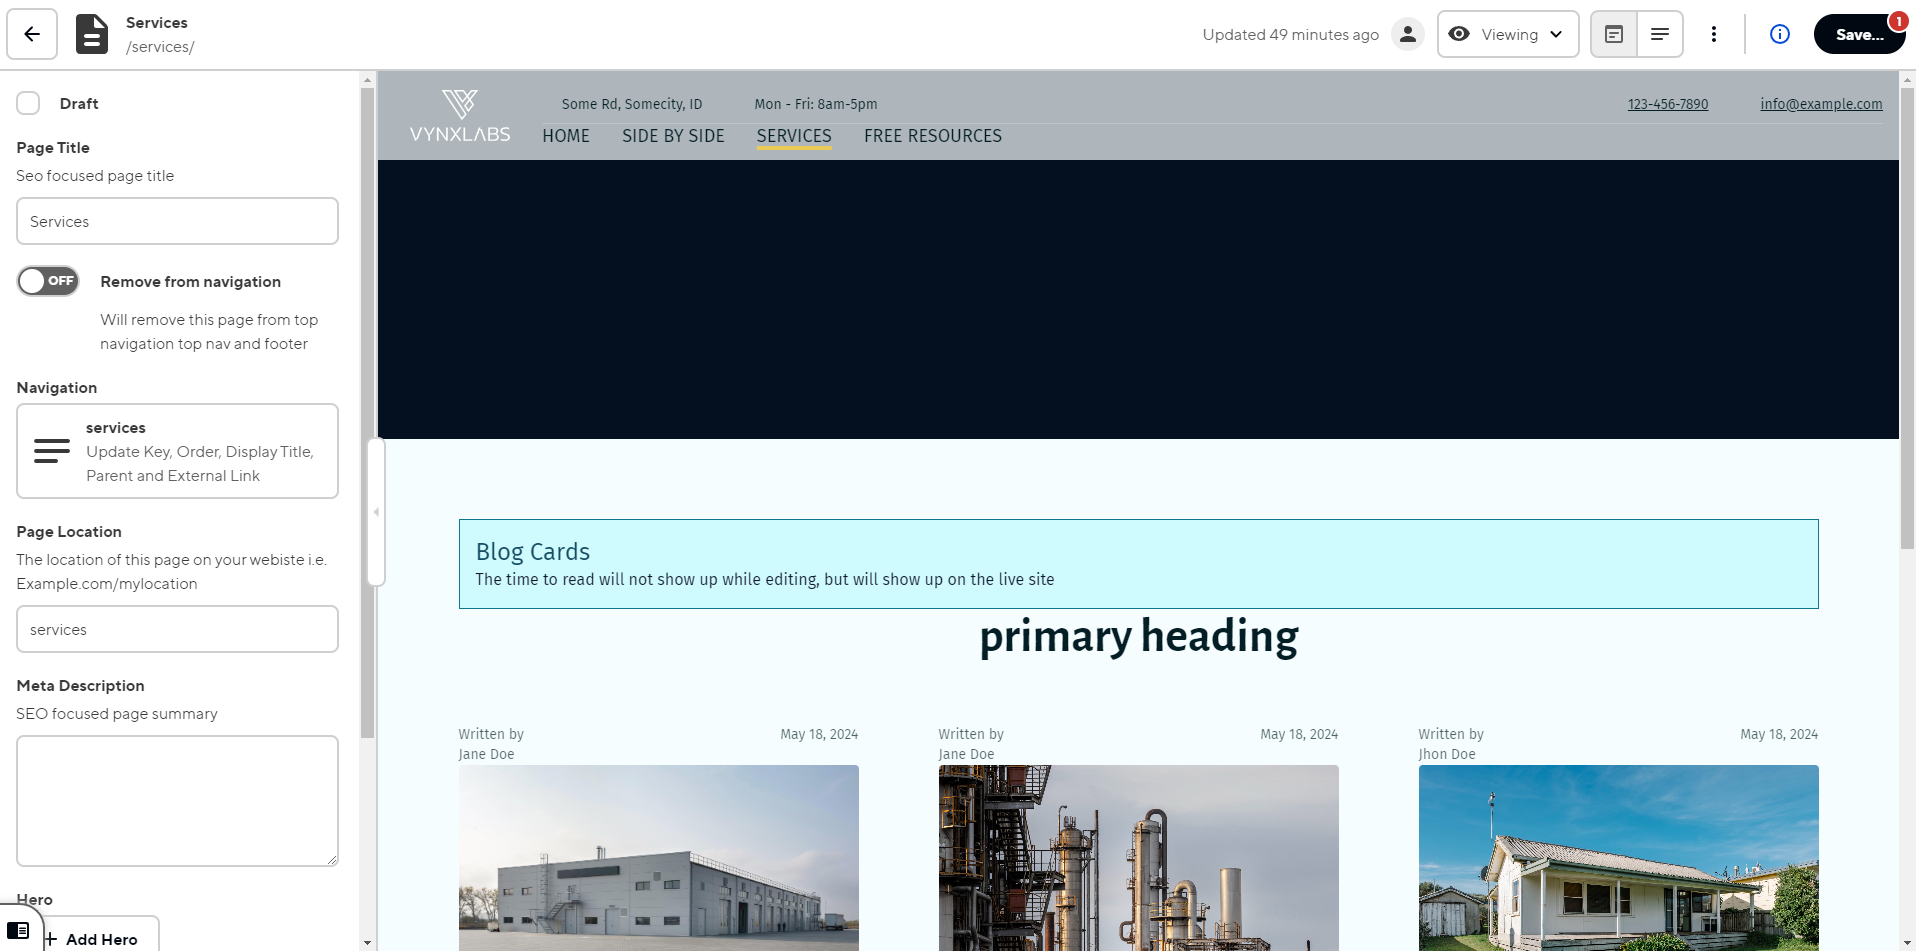 Services
/services/
Updated 49 minutes ago
Viewing
Save...
1
Draft
Page Title
Seo focused page title
Services
OFF
Remove from navigation
Will remove this page from top
navigation top nav and footer
Navigation
services
Update Key, Order, Display Title,
Parent and External Link
Page Location
The location of this page on your webiste i.e.
Example.com/mylocation
services
Meta Description
SEO focused page summary
Hero
+ Add Hero
VYNXLABS
Some Rd, Somecity, ID
Mon - Fri: 8am-5pm
123-456-7890
info@example.com
HOME
SIDE BY SIDE
SERVICES
FREE RESOURCES
Blog Cards
The time to read will not show up while editing, but will show up on the live site
primary heading
Written by
Jane Doe
May 18, 2024
Written by
Jane Doe
May 18, 2024
Written by
Jhon Doe
May 18, 2024